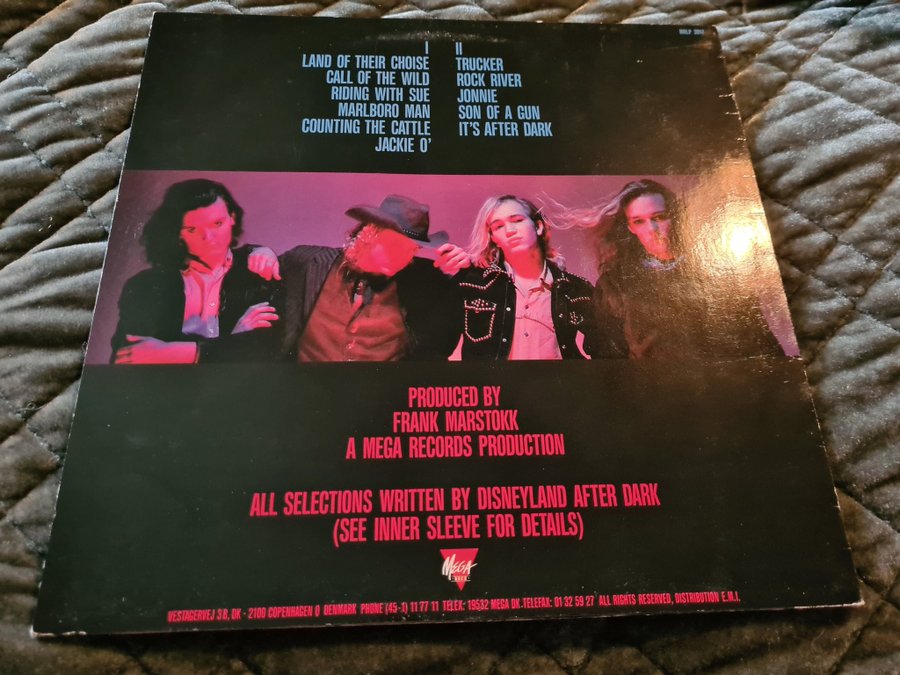 I
LAND OF THEIR CHOISE
CALL OF THE WILD
RIDING WITH SUE
MARLBORO MAN
COUNTING THE CATTLE
JACKIE O'
II
TRUCKER
ROCK RIVER
JONNIE
SON OF A GUN
IT'S AFTER DARK
PRODUCED BY
FRANK MARSTOKK
A MEGA RECORDS PRODUCTION
ALL SELECTIONS WRITTEN BY DISNEYLAND AFTER DARK
(SEE INNER SLEEVE FOR DETAILS)
MEGA
VESTAGERVEJ 3B, DK - 2100 COPENHAGEN Ø DENMARK PHONE (45-1) 11 77 11 TELEX: 19532 MEGA DK. TELEFAX: 01 32 59 27 ALL RIGHTS RESERVED, DISTRIBUTION E.M.I.